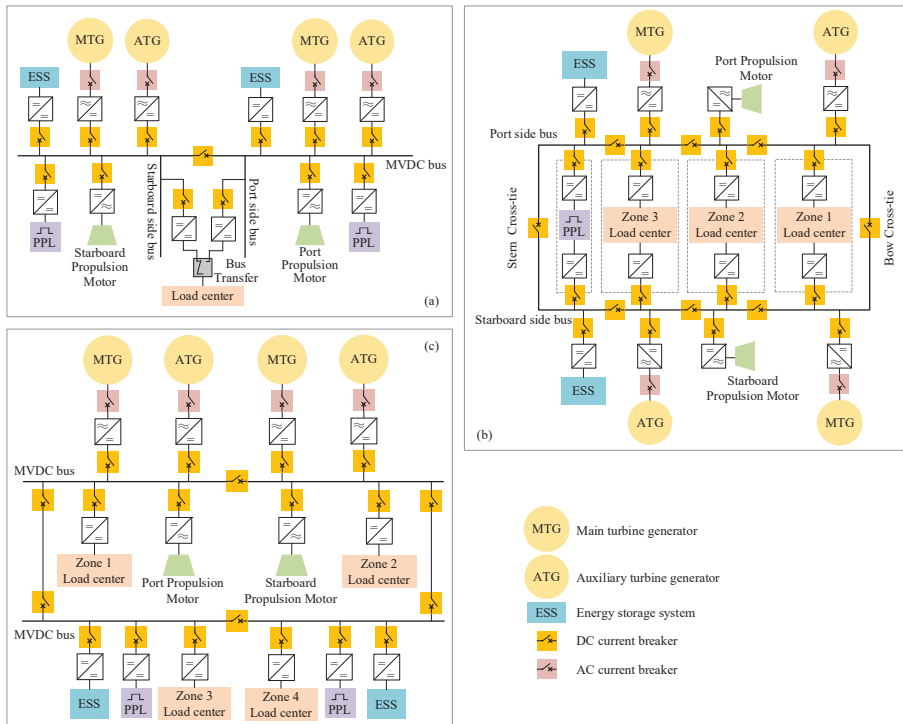 MTG
ATG
MTG
ATG
ESS
ESS
MVDC bus
Starboard side bus
Port side bus
PPL
PPL
Starboard
Propulsion
Motor
Bus
Transfer
Port
Propulsion
Motor
Load center
(a)
MTG
ATG
ESS
Port Propulsion
Motor
Port side bus
Stern Cross-tie
Bow Cross-tie
PPL
Zone 3
Load center
Zone 2
Load center
Zone 1
Load center
Starboard side bus
ESS
Starboard
Propulsion Motor
ATG
MTG
(b)
(c)
MTG
ATG
MTG
ATG
MVDC bus
Zone 1
Load center
Port Propulsion
Motor
Starboard
Propulsion Motor
Zone 2
Load center
MVDC bus
ESS
PPL
Zone 3
Load center
Zone 4
Load center
PPL
ESS
MTG
Main turbine generator
ATG
Auxiliary turbine generator
ESS
Energy storage system
DC current breaker
AC current breaker